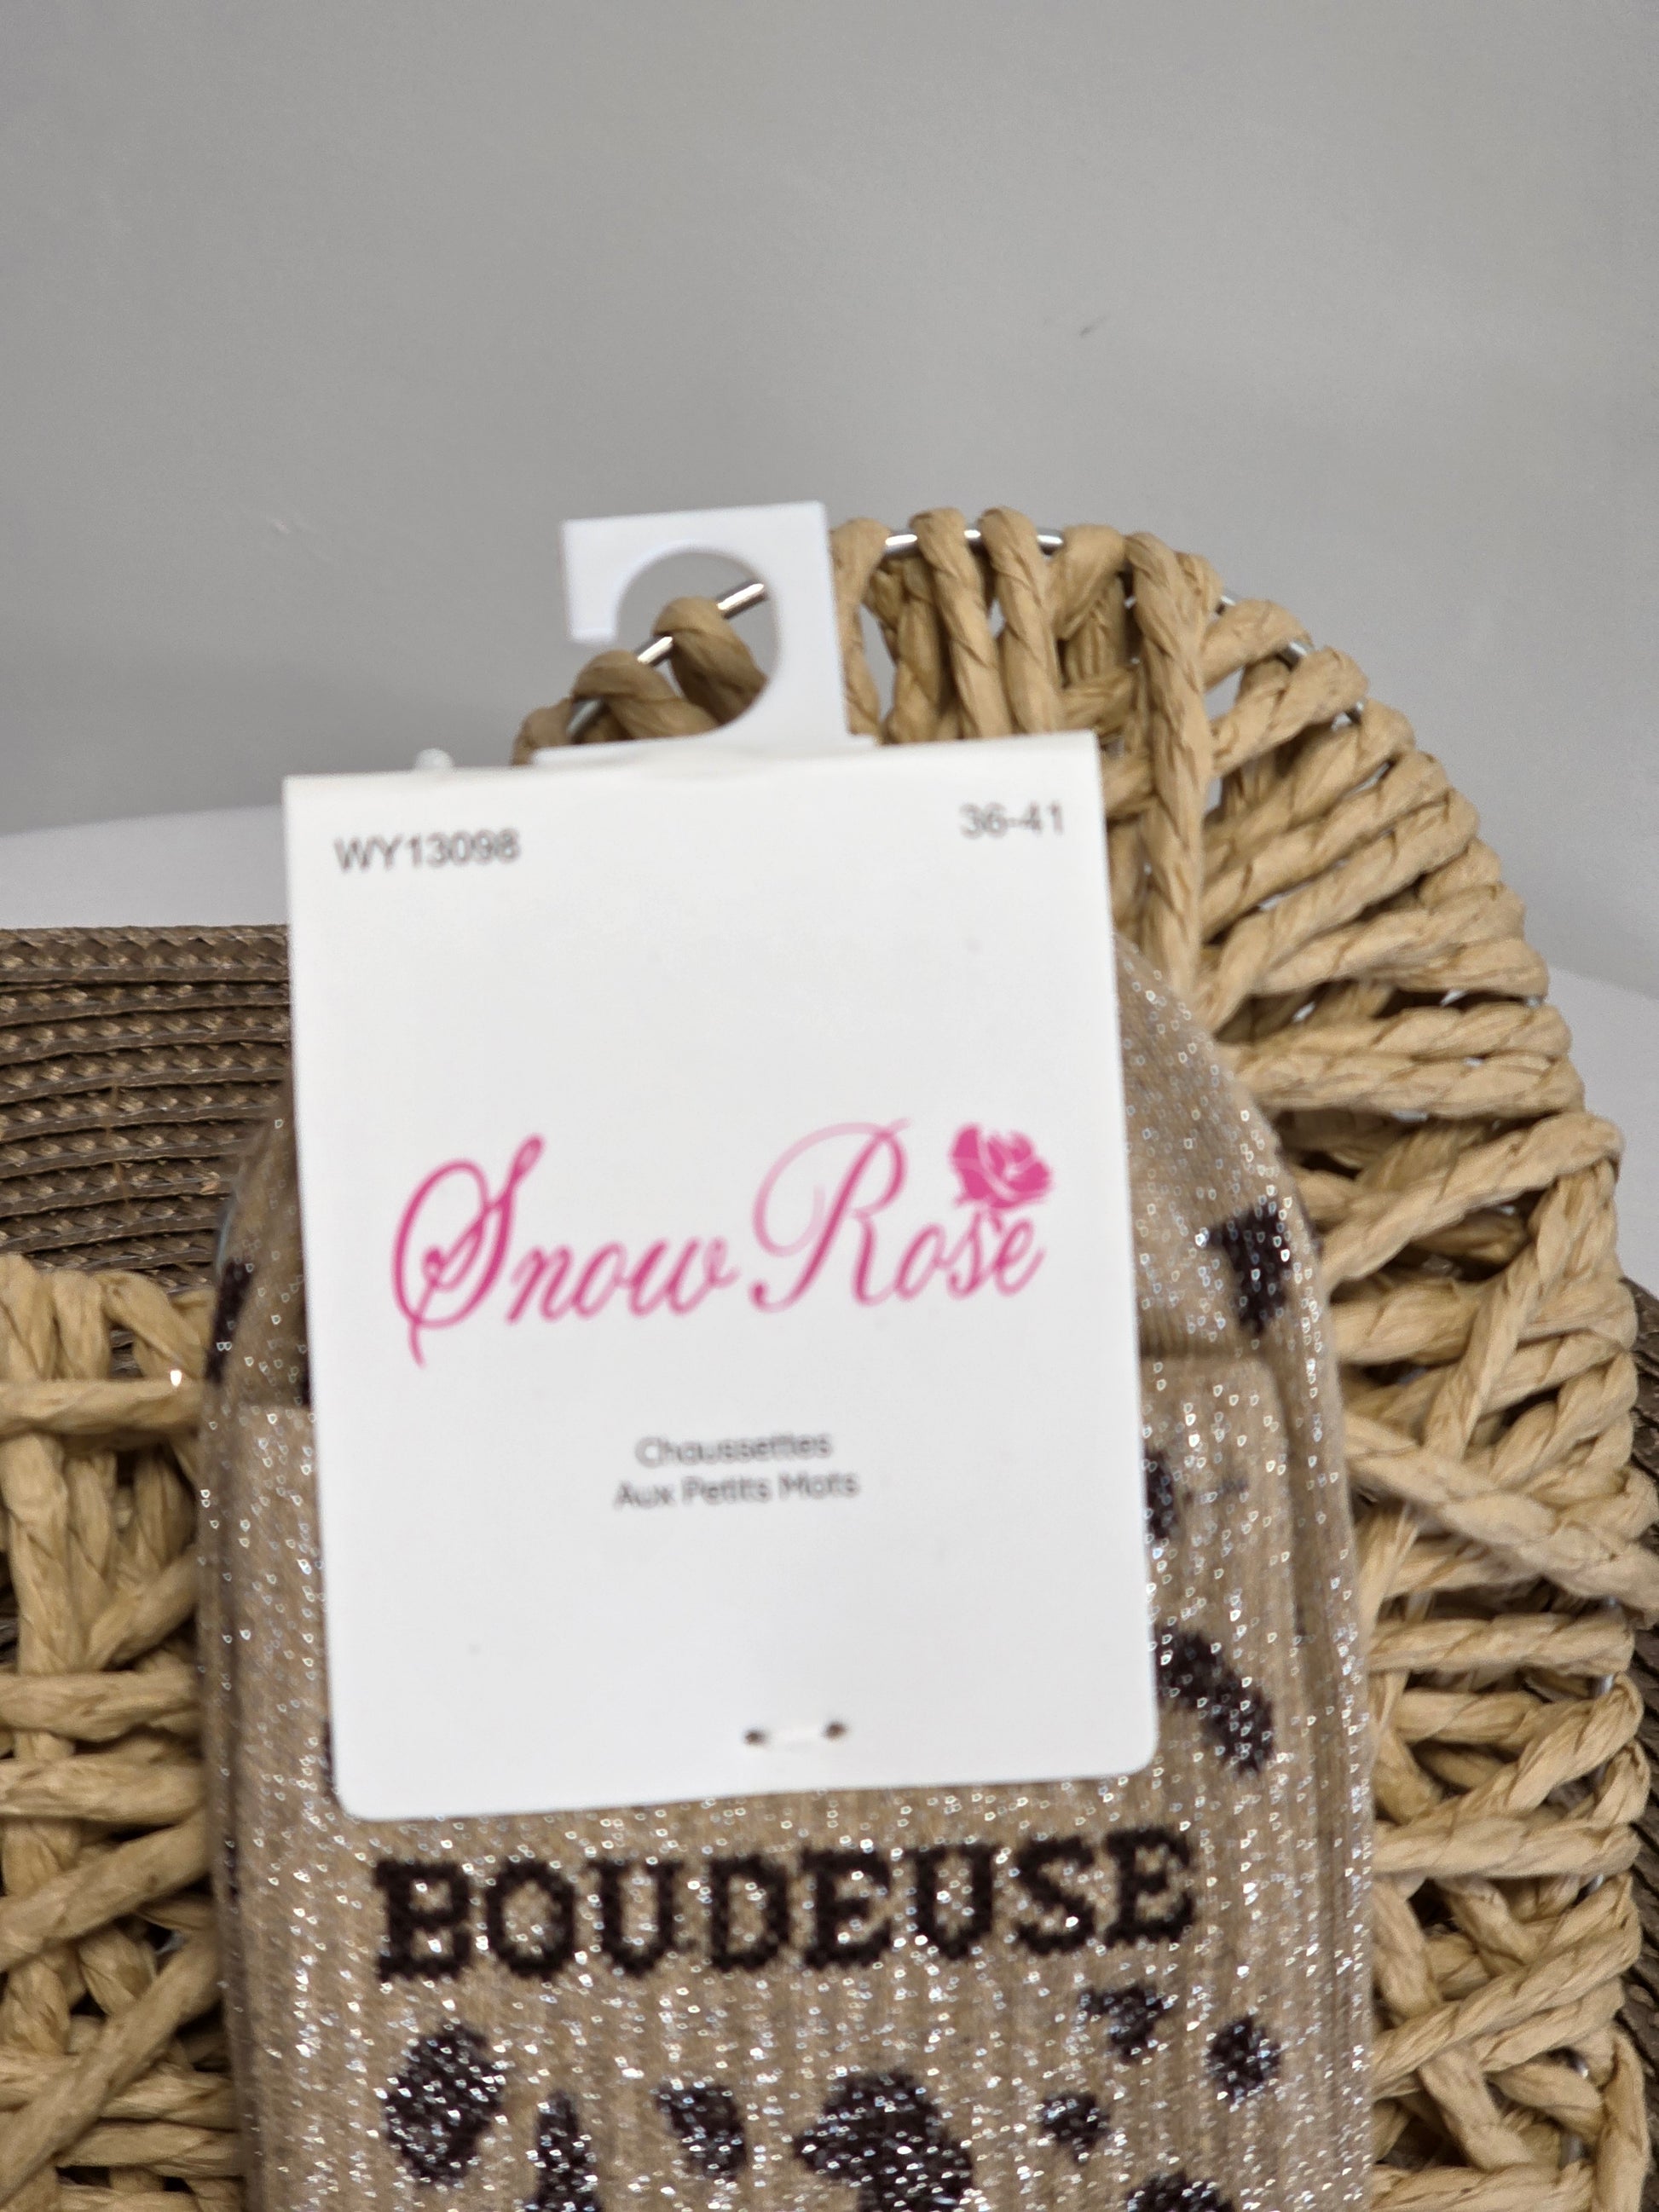 WY13098
36-41
Snow Rose
Chaussettes
Aux Petits Mots
BOUDEUSE